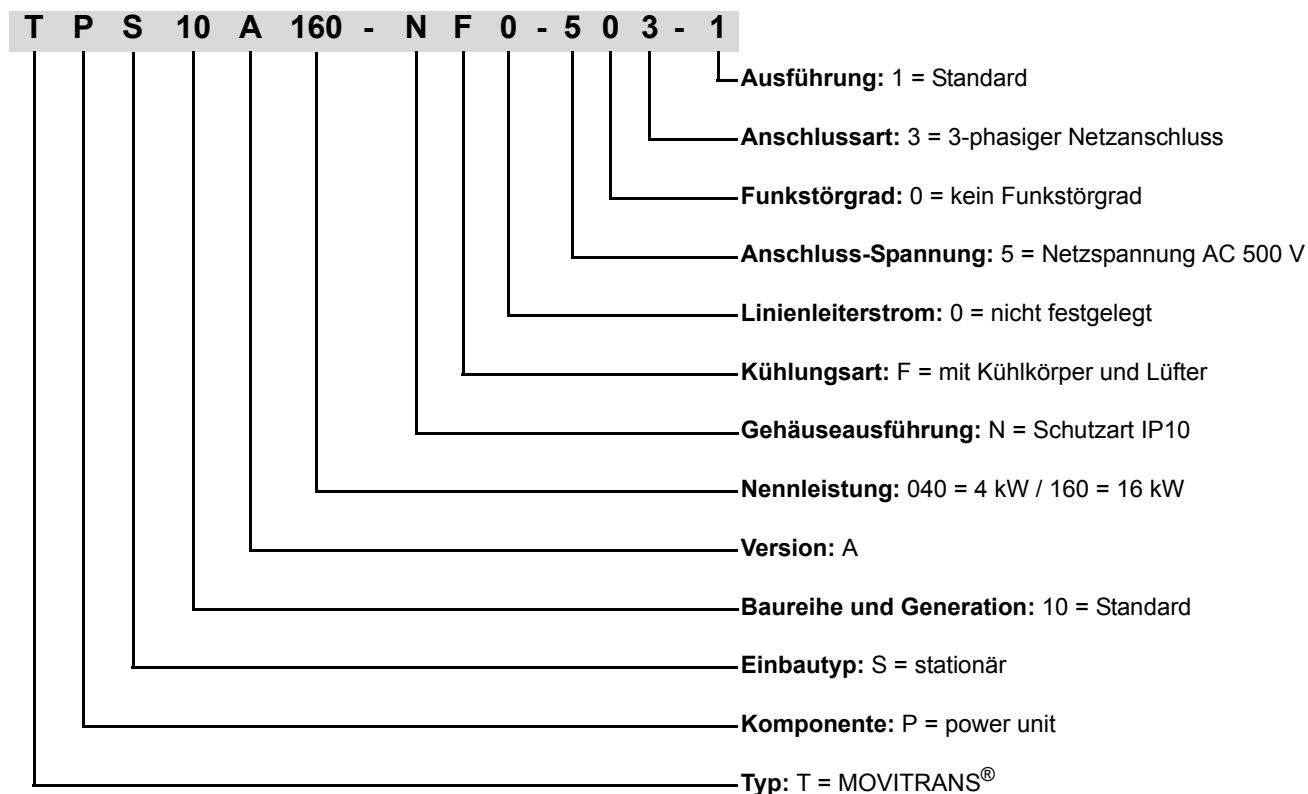 T P S 10 A 160 - N F 0 - 5 0 3 - 1
Ausführung: 1 = Standard
Anschlussart: 3 = 3-phasiger Netzanschluss
Funkstörgrad: 0 = kein Funkstörgrad
Anschluss-Spannung: 5 = Netzspannung AC 500 V
Linienleiterstrom: 0 = nicht festgelegt
Kühlungsart: F = mit Kühlkörper und Lüfter
Gehäuseausführung: N = Schutzart IP10
Nennleistung: 040 = 4 kW / 160 = 16 kW
Version: A
Baureihe und Generation: 10 = Standard
Einbautyp: S = stationär
Komponente: P = power unit
Typ: T = MOVITRANS®